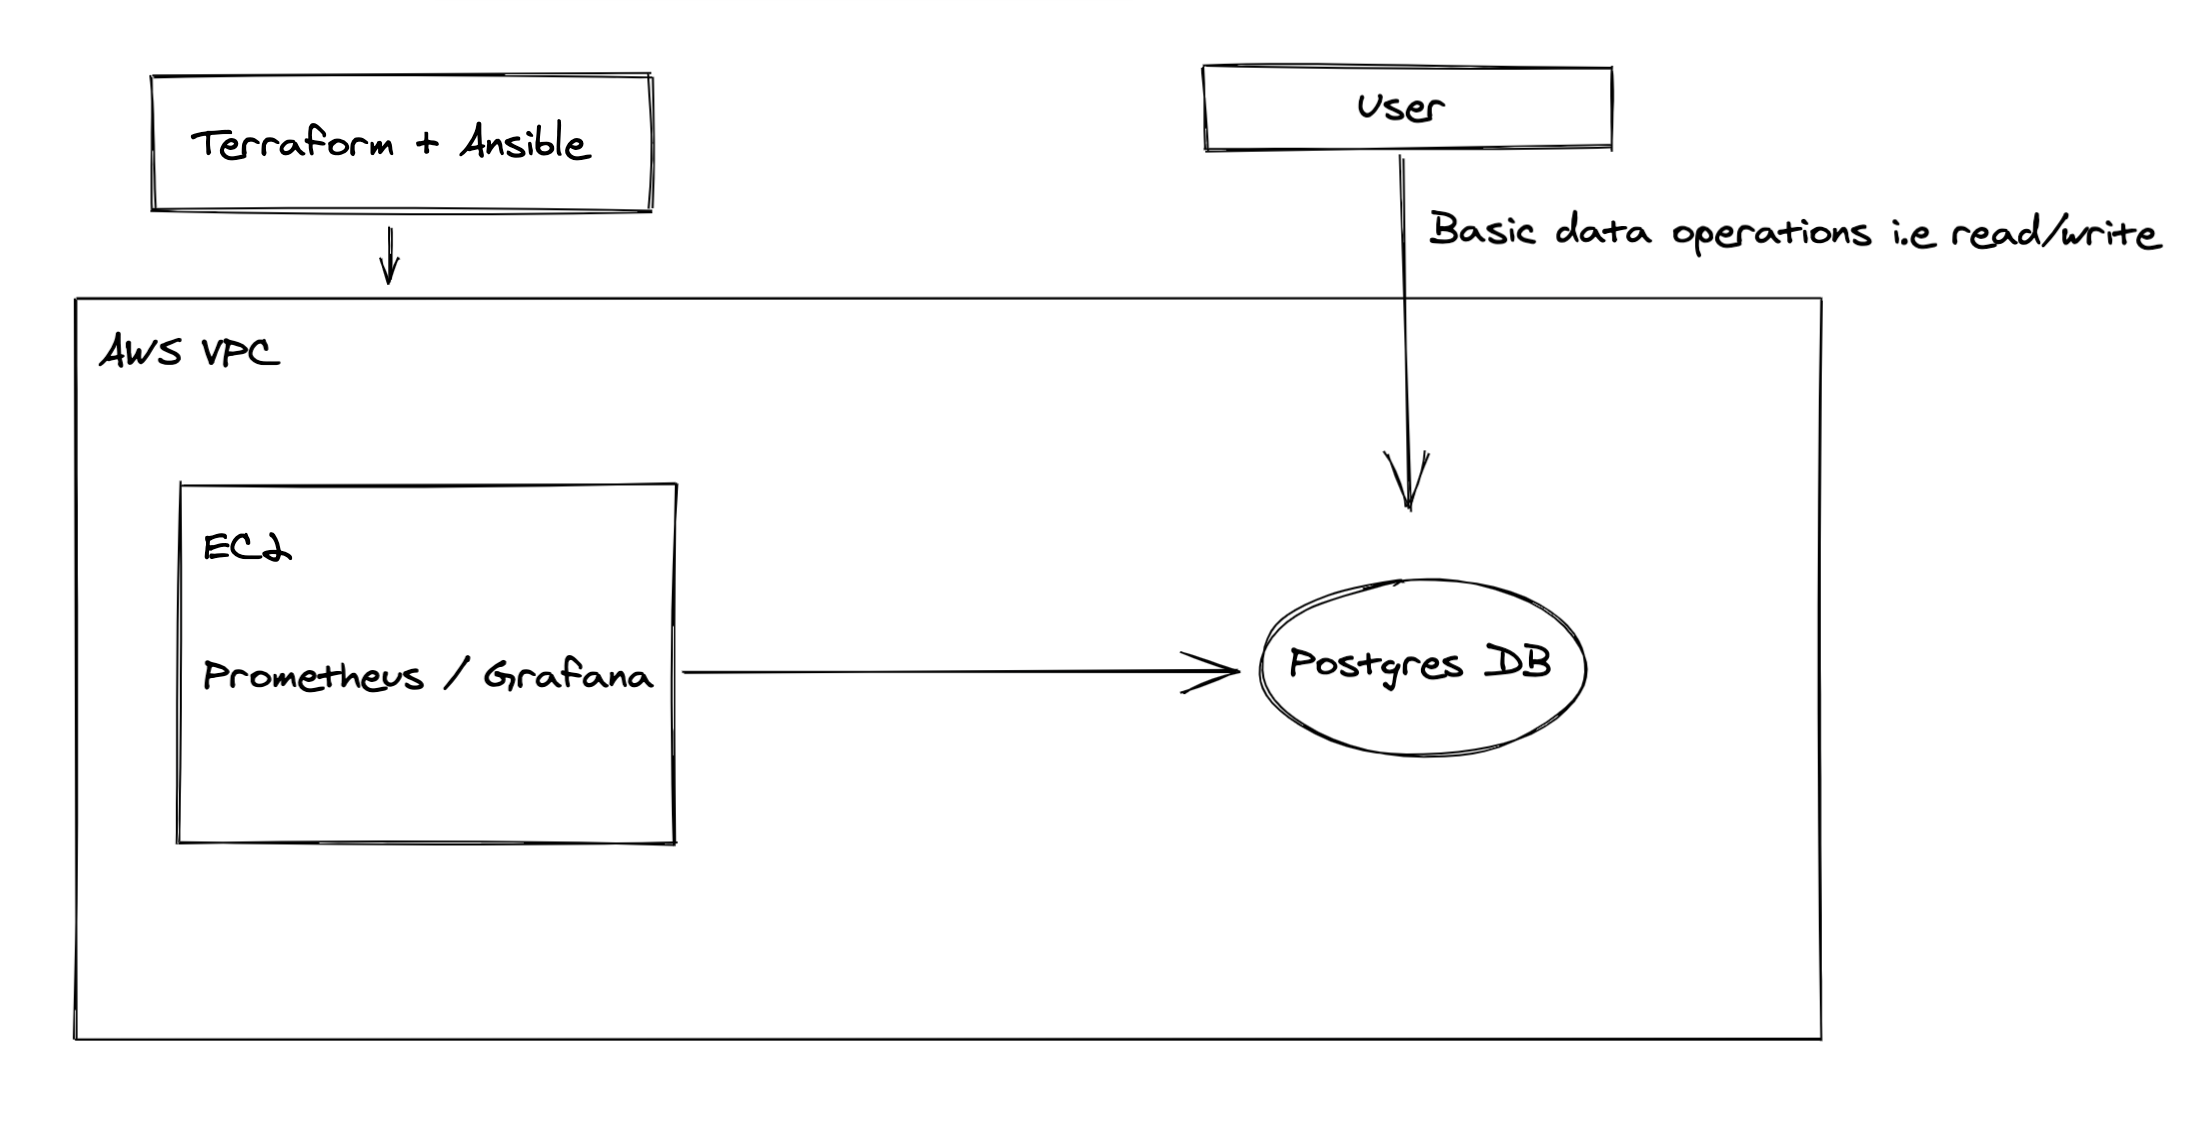 Terraform + Ansible
User
Basic data operations i.e read/write
AWS VPC
EC2
Prometheus / Grafana
Postgres DB